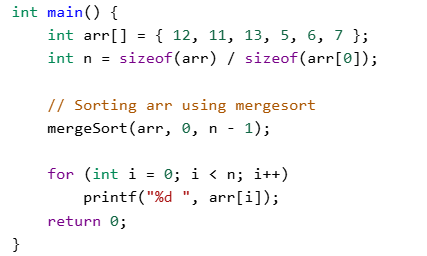 int main() {
    int arr[] = { 12, 11, 13, 5, 6, 7 };
    int n = sizeof(arr) / sizeof(arr[0]);

    // Sorting arr using mergesort
    mergeSort(arr, 0, n - 1);

    for (int i = 0; i < n; i++)
        printf("%d ", arr[i]);
    return 0;
}